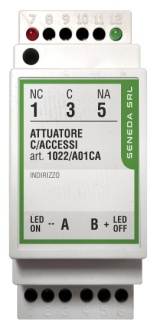 7 8 9 10 11 12
NC C NA
1 3 5
SENEDA SRL
ATTUATORE
C/ACCESSI
art. 1022/A01CA
INDIRIZZO
LED ON -- A B + LED OFF